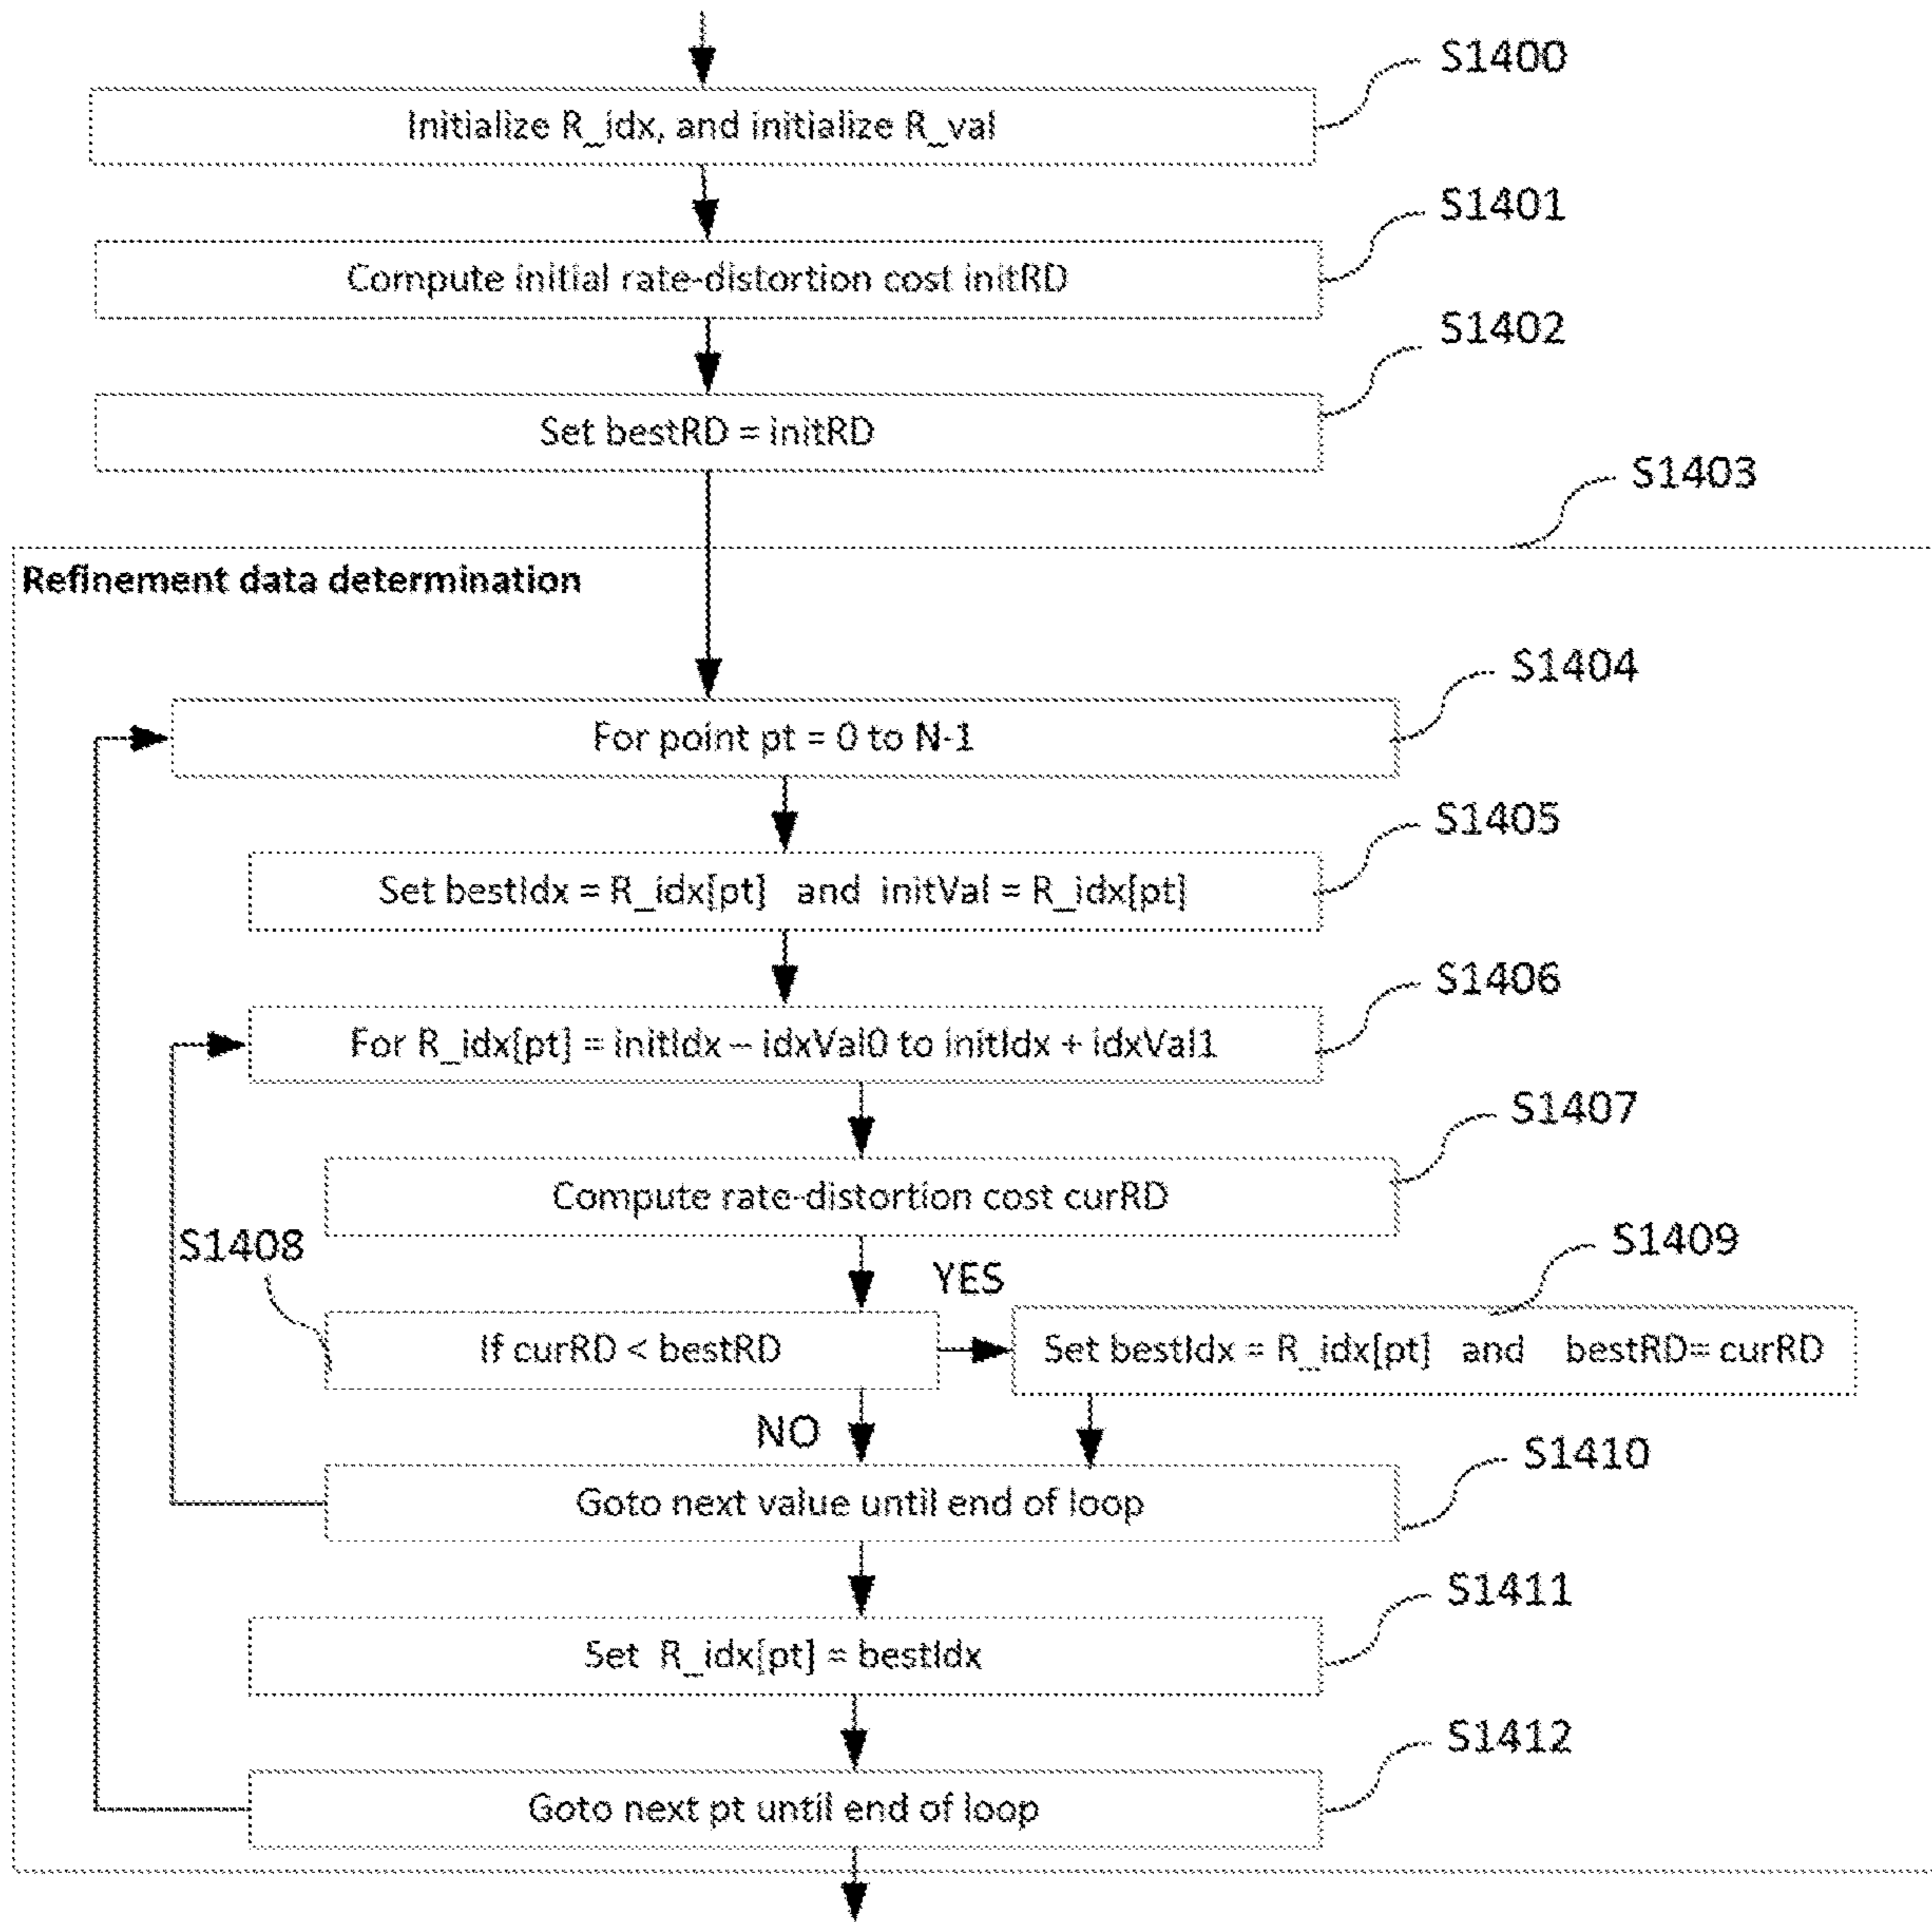 S1400
Initialize R_idx, and initialize R_val
S1401
Compute initial rate-distortion cost initRD
S1402
Set bestRD = initRD
S1403
Refinement data determination
S1404
For point pt = 0 to N-1
S1405
Set bestIdx = R_idx[pt] and initVal = R_idx[pt]
S1406
For R_idx[pt] = initIdx – idxVal0 to initIdx + idxVal1
S1407
Compute rate-distortion cost curRD
S1408
S1409
YES
If curRD < bestRD
Set bestIdx = R_idx[pt] and bestRD= curRD
NO
S1410
Goto next value until end of loop
S1411
Set R_idx[pt] = bestIdx
S1412
Goto next pt until end of loop